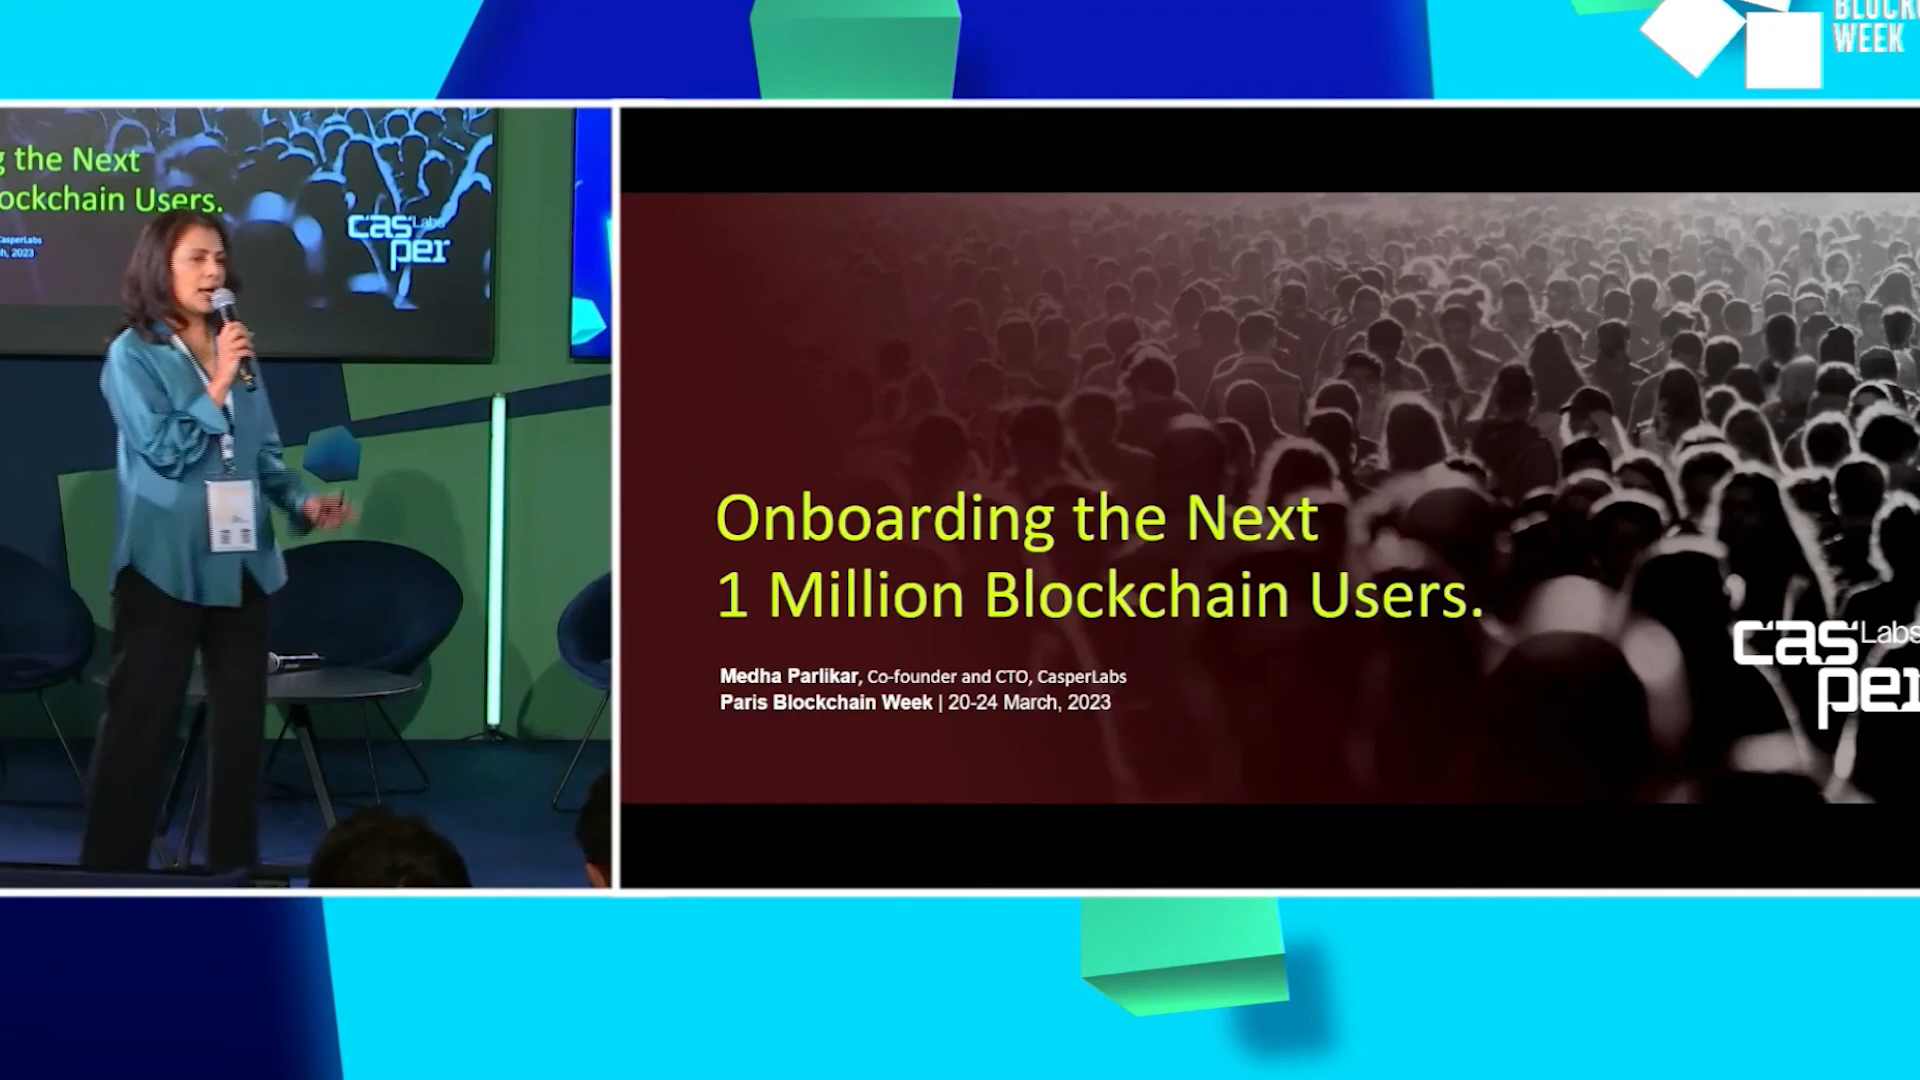 BLOCK
WEEK
g the Next
ockchain Users.
CasperLabs
h, 2023
cas Labs
per
Onboarding the Next
1 Million Blockchain Users.
Medha Parlikar, Co-founder and CTO, CasperLabs
Paris Blockchain Week | 20-24 March, 2023
cas Labs
per